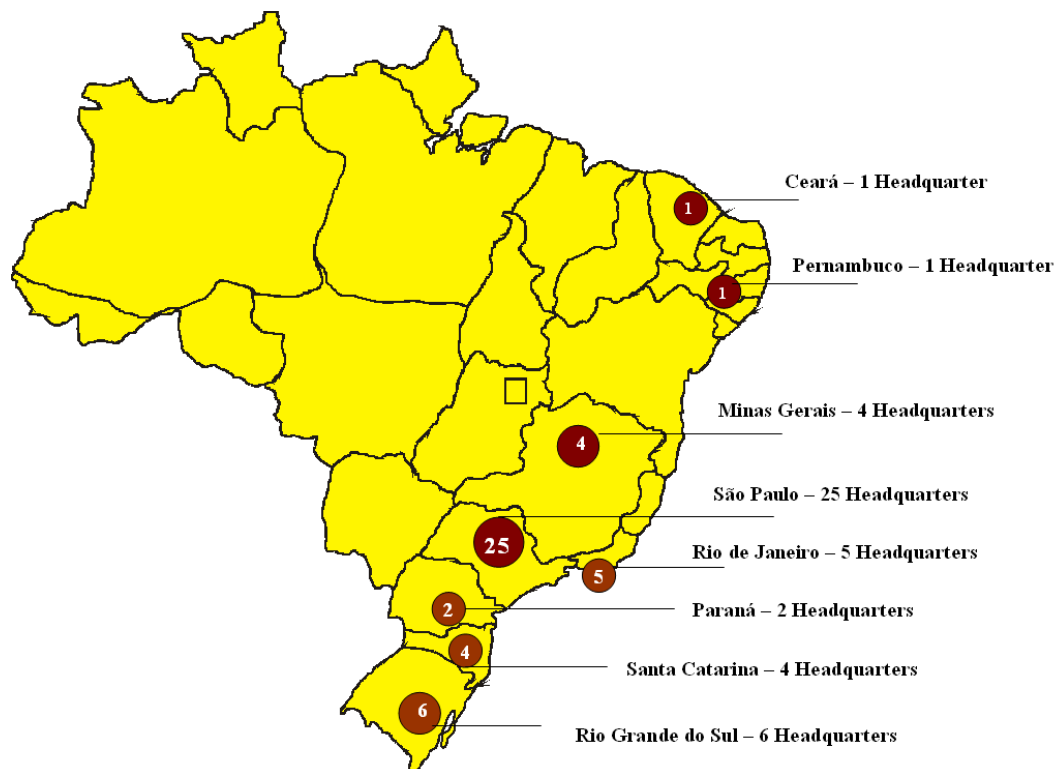 Ceará – 1 Headquarter
1
Pernambuco – 1 Headquarter
1
Minas Gerais – 4 Headquarters
4
São Paulo – 25 Headquarters
25
Rio de Janeiro – 5 Headquarters
5
Paraná – 2 Headquarters
2
Santa Catarina – 4 Headquarters
4
Rio Grande do Sul – 6 Headquarters
6